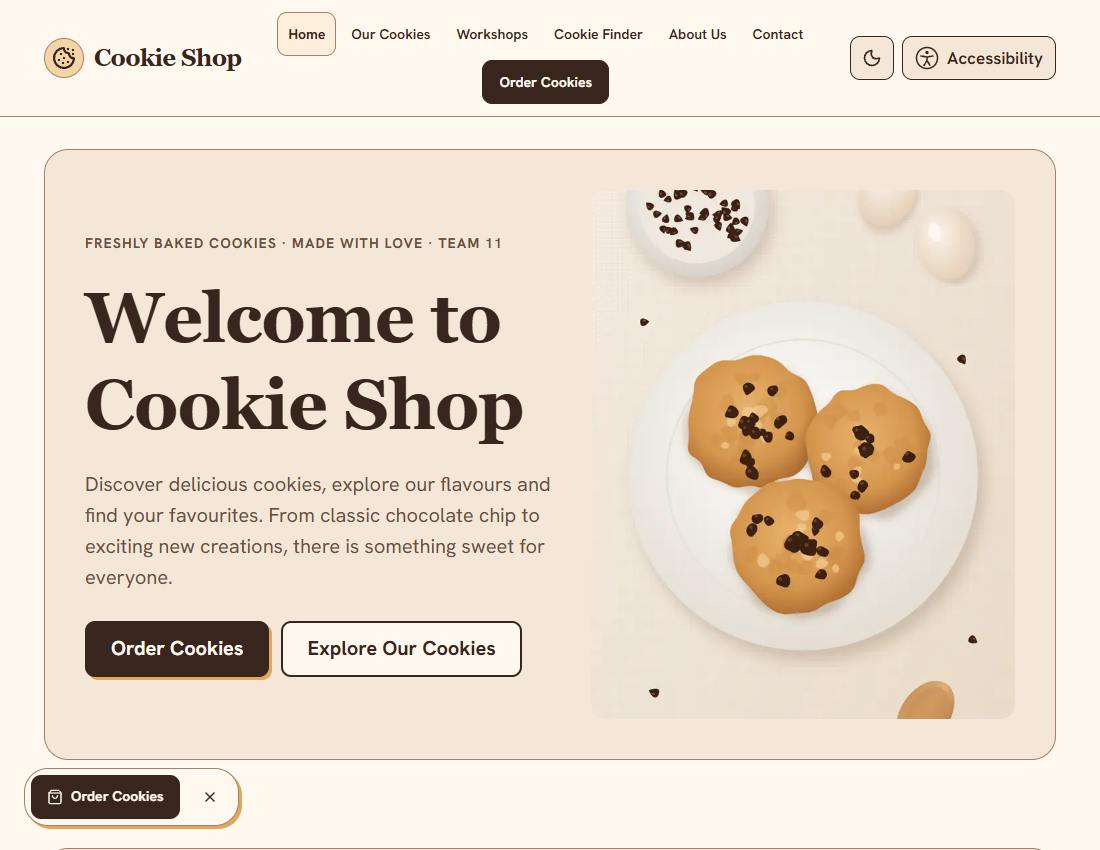 Cookie Shop
Home
Our Cookies
Workshops
Cookie Finder
About Us
Contact
Order Cookies
Accessibility
FRESHLY BAKED COOKIES · MADE WITH LOVE · TEAM 11
Welcome to
Cookie Shop
Discover delicious cookies, explore our flavours and
find your favourites. From classic chocolate chip to
exciting new creations, there is something sweet for
everyone.
Order Cookies
Explore Our Cookies
Order Cookies